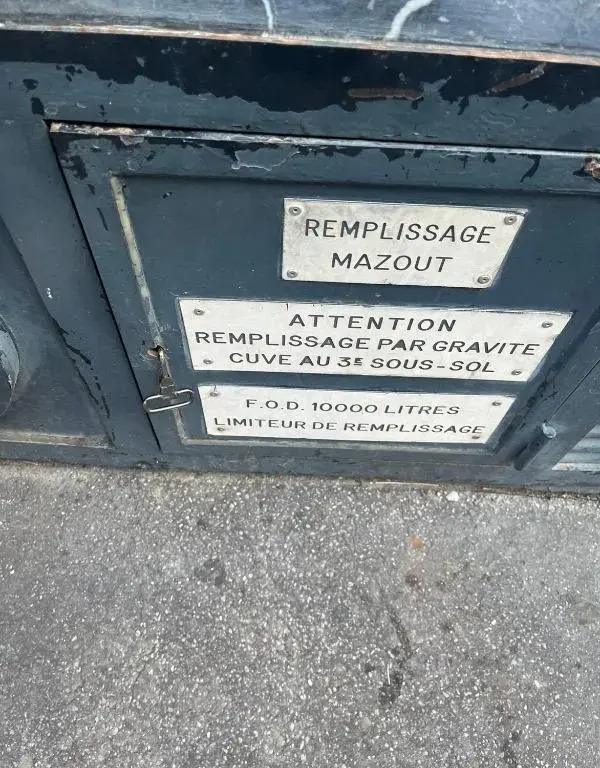 REMPLISSAGE
MAZOUT
ATTENTION
REMPLISSAGE PAR GRAVITE
CUVE AU 3E SOUS-SOL
F.O.D. 10000 LITRES
LIMITEUR DE REMPLISSAGE